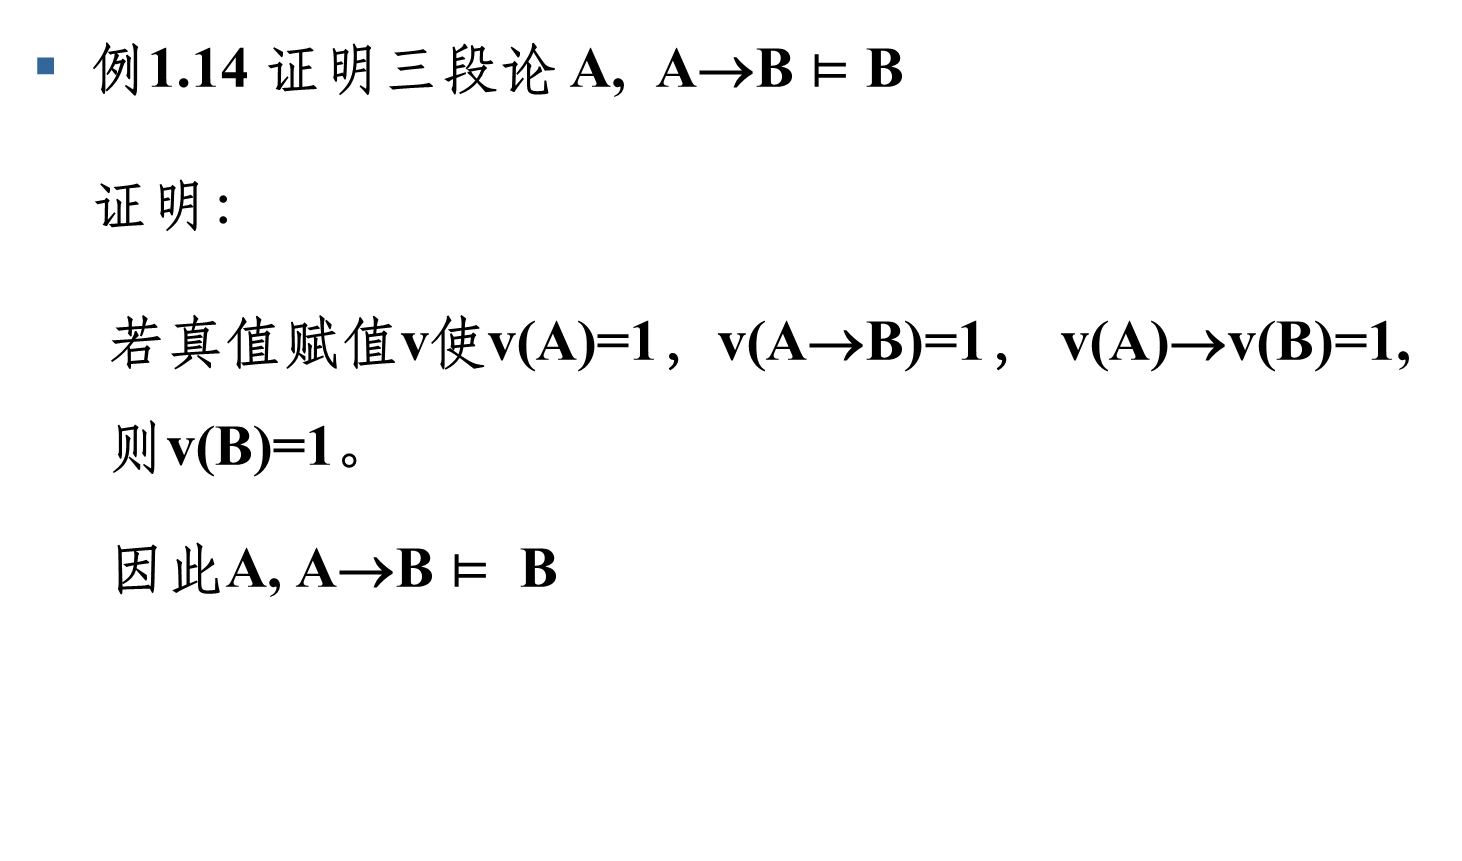 ▪ 例1.14 证明三段论 A, A→B ⊨ B
证明：
若真值赋值v使v(A)=1，v(A→B)=1， v(A)→v(B)=1,
则v(B)=1。
因此A, A→B ⊨ B